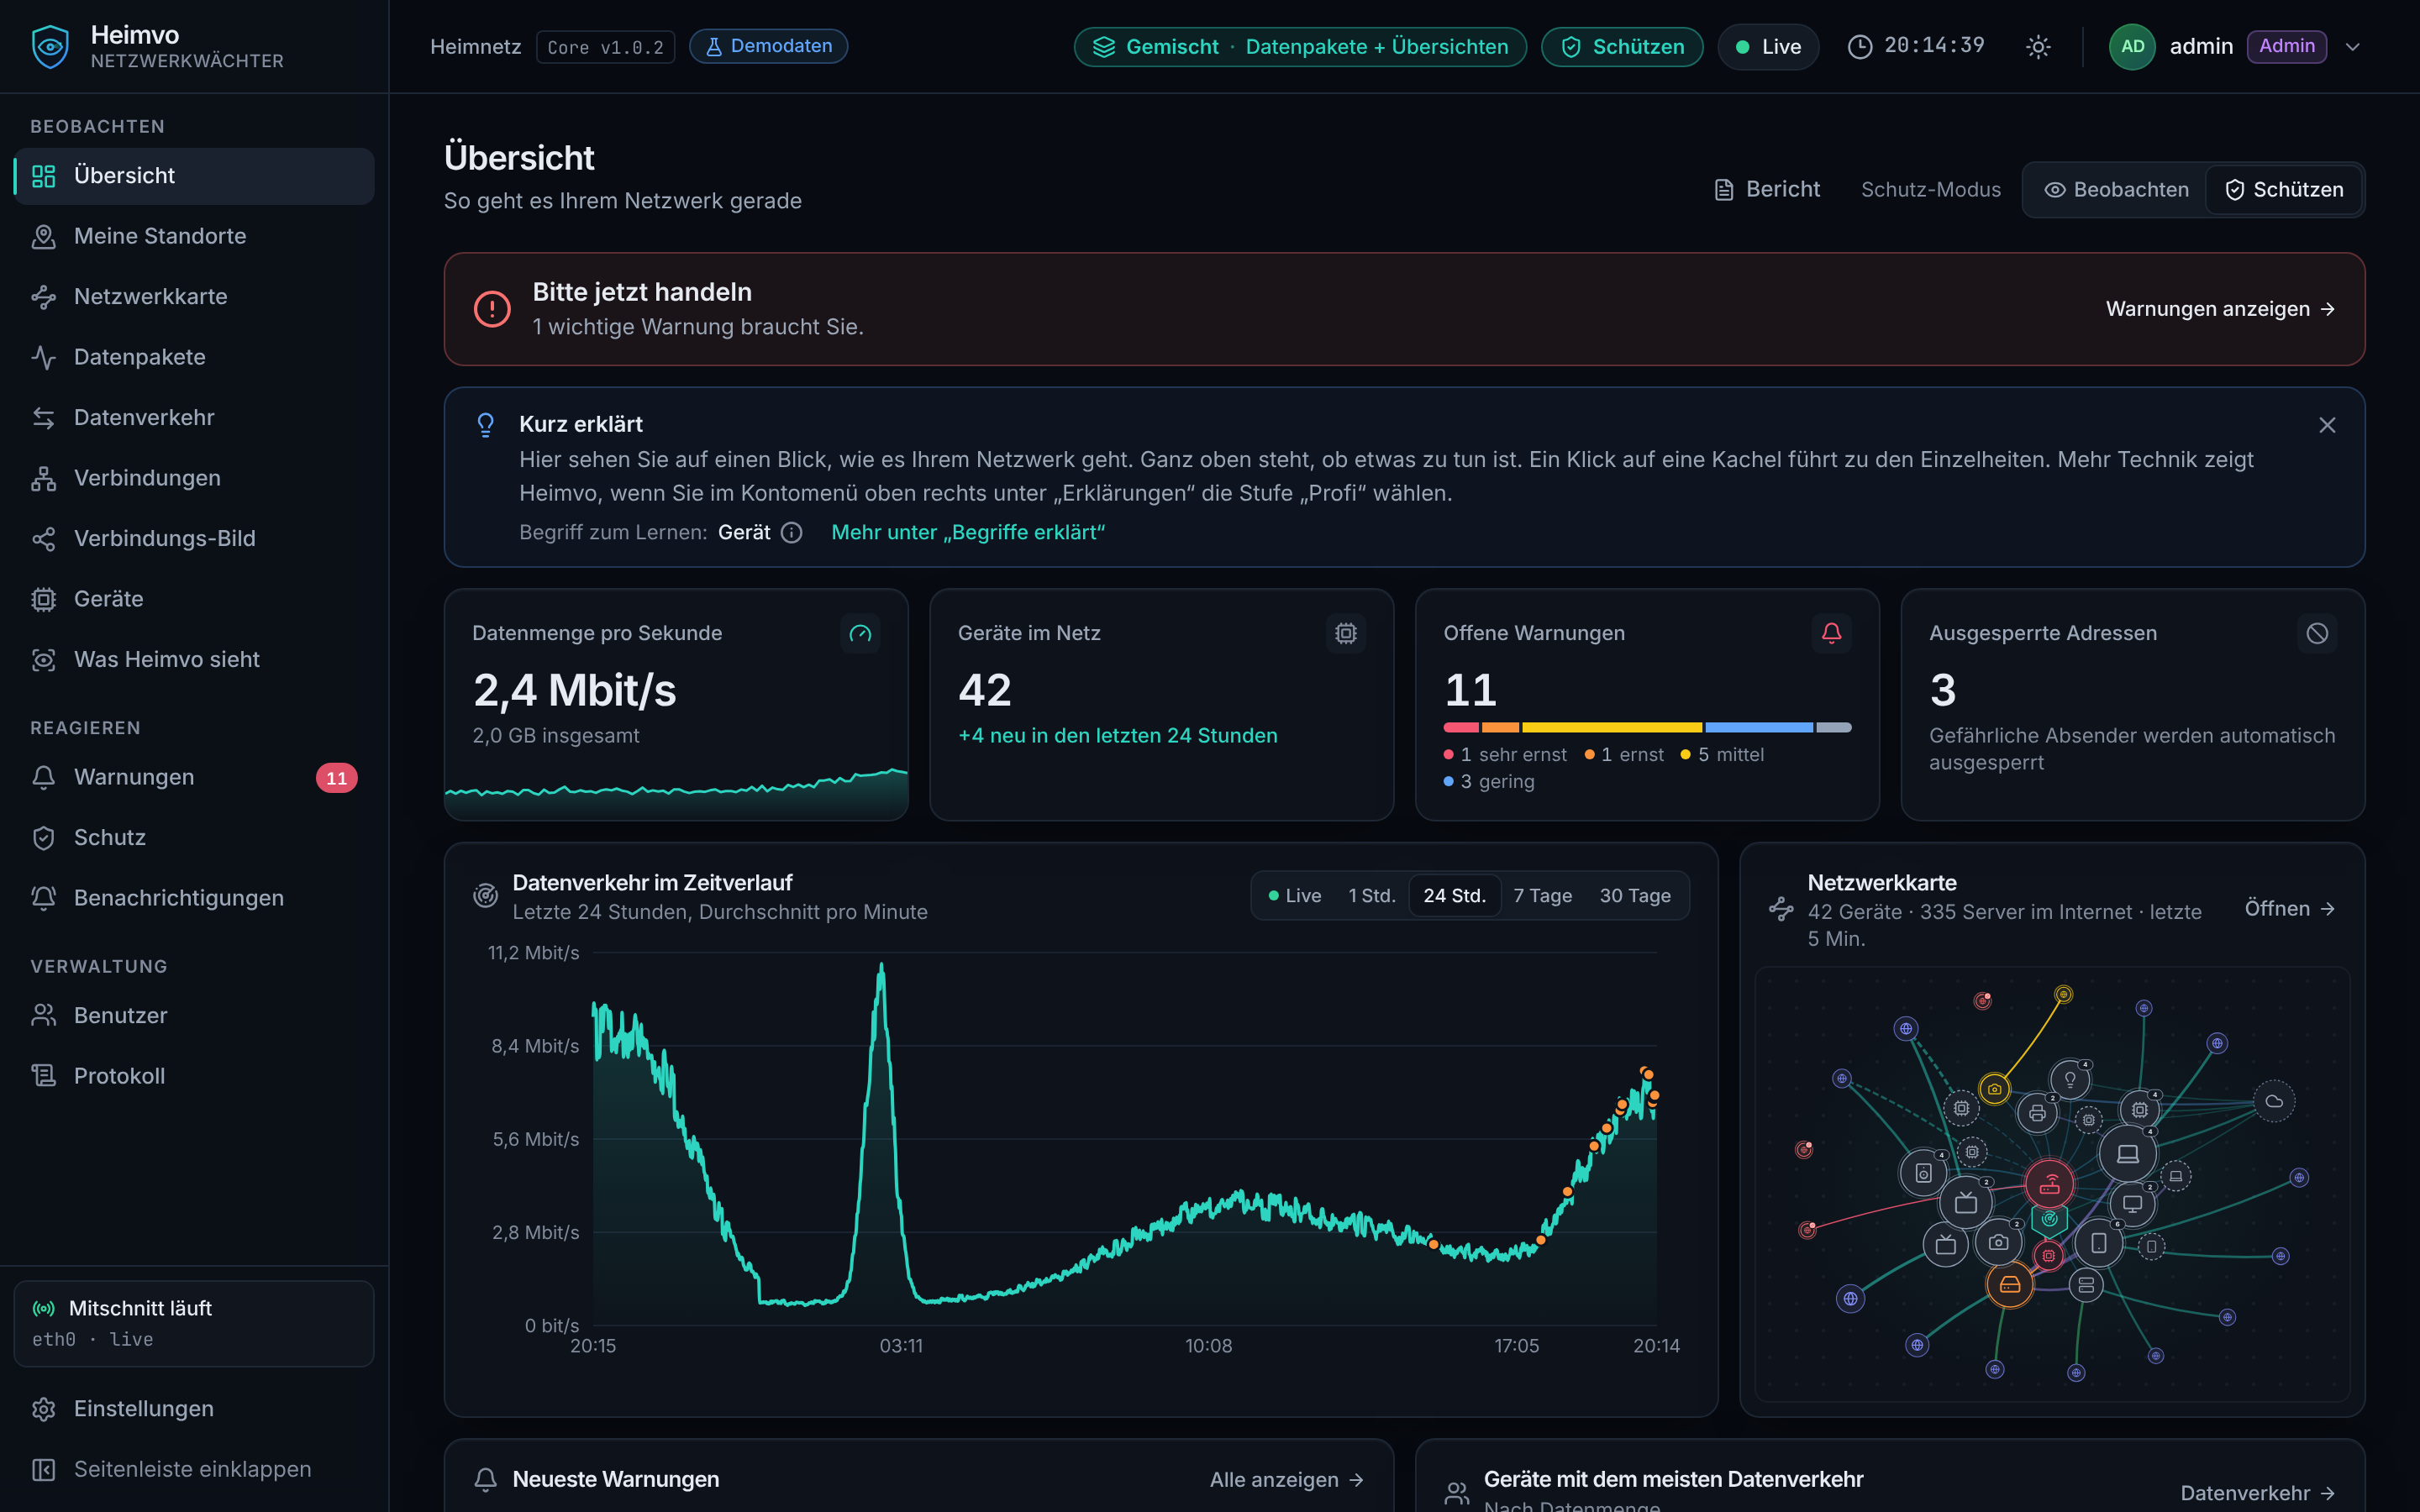 Heimvo
NETZWERKWÄCHTER
Heimnetz
Core v1.0.2
Demodaten
Gemischt · Datenpakete + Übersichten
Schützen
Live
20:14:39
AD
admin
Admin
BEOBACHTEN
Übersicht
Meine Standorte
Netzwerkkarte
Datenpakete
Datenverkehr
Verbindungen
Verbindungs-Bild
Geräte
Was Heimvo sieht
REAGIEREN
Warnungen
11
Schutz
Benachrichtigungen
VERWALTUNG
Benutzer
Protokoll
Mitschnitt läuft
eth0 · live
Einstellungen
Seitenleiste einklappen
Übersicht
So geht es Ihrem Netzwerk gerade
Bericht
Schutz-Modus
Beobachten
Schützen
Bitte jetzt handeln
1 wichtige Warnung braucht Sie.
Warnungen anzeigen →
Kurz erklärt
Hier sehen Sie auf einen Blick, wie es Ihrem Netzwerk geht. Ganz oben steht, ob etwas zu tun ist. Ein Klick auf eine Kachel führt zu den Einzelheiten. Mehr Technik zeigt
Heimvo, wenn Sie im Kontomenü oben rechts unter „Erklärungen“ die Stufe „Profi“ wählen.
Begriff zum Lernen: Gerät
Mehr unter „Begriffe erklärt“
Datenmenge pro Sekunde
2,4 Mbit/s
2,0 GB insgesamt
Geräte im Netz
42
+4 neu in den letzten 24 Stunden
Offene Warnungen
11
1 sehr ernst
1 ernst
5 mittel
3 gering
Ausgesperrte Adressen
3
Gefährliche Absender werden automatisch
ausgesperrt
Datenverkehr im Zeitverlauf
Letzte 24 Stunden, Durchschnitt pro Minute
Live
1 Std.
24 Std.
7 Tage
30 Tage
11,2 Mbit/s
8,4 Mbit/s
5,6 Mbit/s
2,8 Mbit/s
0 bit/s
20:15
03:11
10:08
17:05
20:14
Netzwerkkarte
42 Geräte · 335 Server im Internet · letzte
5 Min.
Öffnen →
4
2
4
4
4
2
2
2
6
Neueste Warnungen
Alle anzeigen →
Geräte mit dem meisten Datenverkehr
Nach Datenmenge
Datenverkehr →